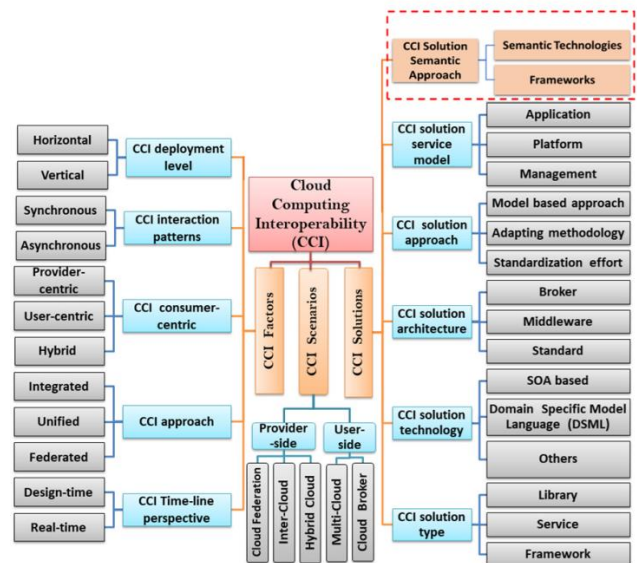 Cloud
Computing
Interoperability
(CCI)
CCI Factors
CCI Scenarios
CCI Solutions
CCI deployment
level
Horizontal
Vertical
CCI interaction
patterns
Synchronous
Asynchronous
CCI consumer-
centric
Provider-
centric
User-centric
Hybrid
CCI approach
Integrated
Unified
Federated
CCI Time-line
perspective
Design-time
Real-time
Provider
-side
Cloud Federation
Inter-Cloud
Hybrid Cloud
User-
side
Multi-Cloud
Cloud Broker
CCI Solution
Semantic
Approach
Semantic Technologies
Frameworks
CCI solution
service
model
Application
Platform
Management
CCI solution
approach
Model based approach
Adapting methodology
Standardization effort
CCI solution
architecture
Broker
Middleware
Standard
CCI solution
technology
SOA based
Domain Specific Model
Language (DSML)
Others
CCI solution
type
Library
Service
Framework